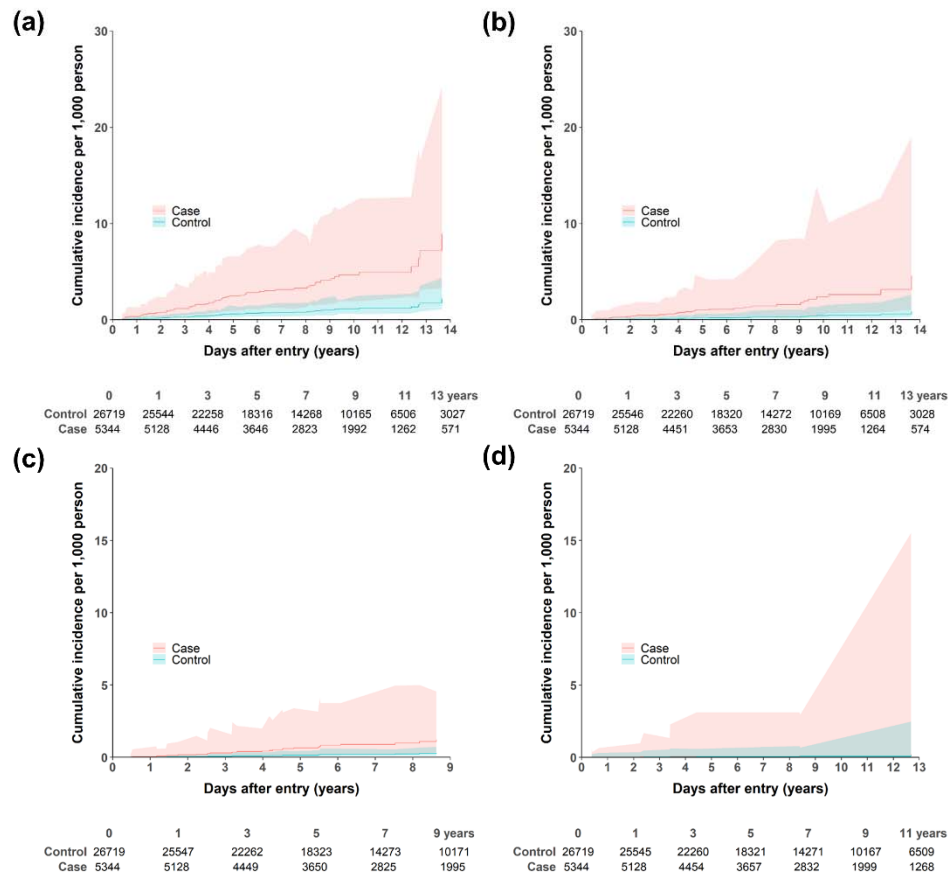 (a)
30
20
10
0
Cumulative incidence per 1,000 person
Case
Control
0 1 2 3 4 5 6 7 8 9 10 11 12 13 14
Days after entry (years)
0 1 3 5 7 9 11 13 years
Control 26719 25544 22258 18316 14268 10165 6506 3027
Case 5344 5128 4446 3646 2823 1992 1262 571
(b)
30
20
10
0
Cumulative incidence per 1,000 person
Case
Control
0 1 2 3 4 5 6 7 8 9 10 11 12 13 14
Days after entry (years)
0 1 3 5 7 9 11 13 years
Control 26719 25546 22260 18320 14272 10169 6508 3028
Case 5344 5128 4451 3653 2830 1995 1264 574
(c)
20
15
10
5
0
Cumulative incidence per 1,000 person
Case
Control
0 1 2 3 4 5 6 7 8 9
Days after entry (years)
0 1 3 5 7 9 years
Control 26719 25547 22262 18323 14273 10171
Case 5344 5128 4449 3650 2825 1995
(d)
20
15
10
5
0
Cumulative incidence per 1,000 person
Case
Control
0 1 2 3 4 5 6 7 8 9 10 11 12 13
Days after entry (years)
0 1 3 5 7 9 11 years
Control 26719 25545 22260 18321 14271 10167 6509
Case 5344 5128 4454 3657 2832 1999 1268